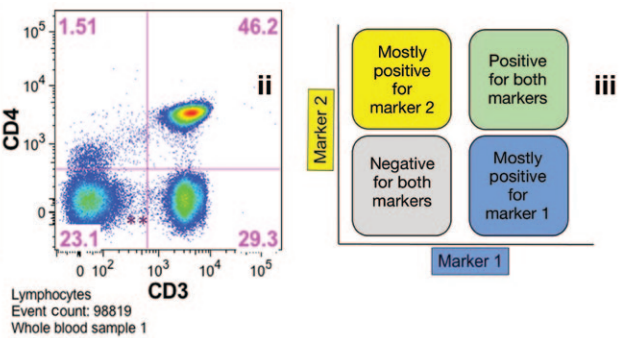 1.51
46.2
10⁵
10⁴
10³
0
CD4
ii
**
23.1
29.3
0
10²
10³
10⁴
10⁵
CD3
Lymphocytes
Event count: 98819
Whole blood sample 1
Marker 2
Mostly
positive for
marker 2
Positive
for both
markers
iii
Negative
for both
markers
Mostly
positive
for
marker 1
Marker 1